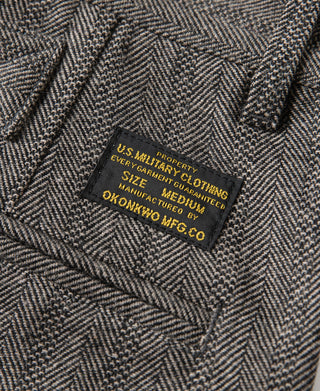 PROPERTY
U.S. MILITARY CLOTHING
EVERY GARMENT GUARANTEED
SIZE MEDIUM
MANUFACTURED BY
OKONKWO MFG.CO